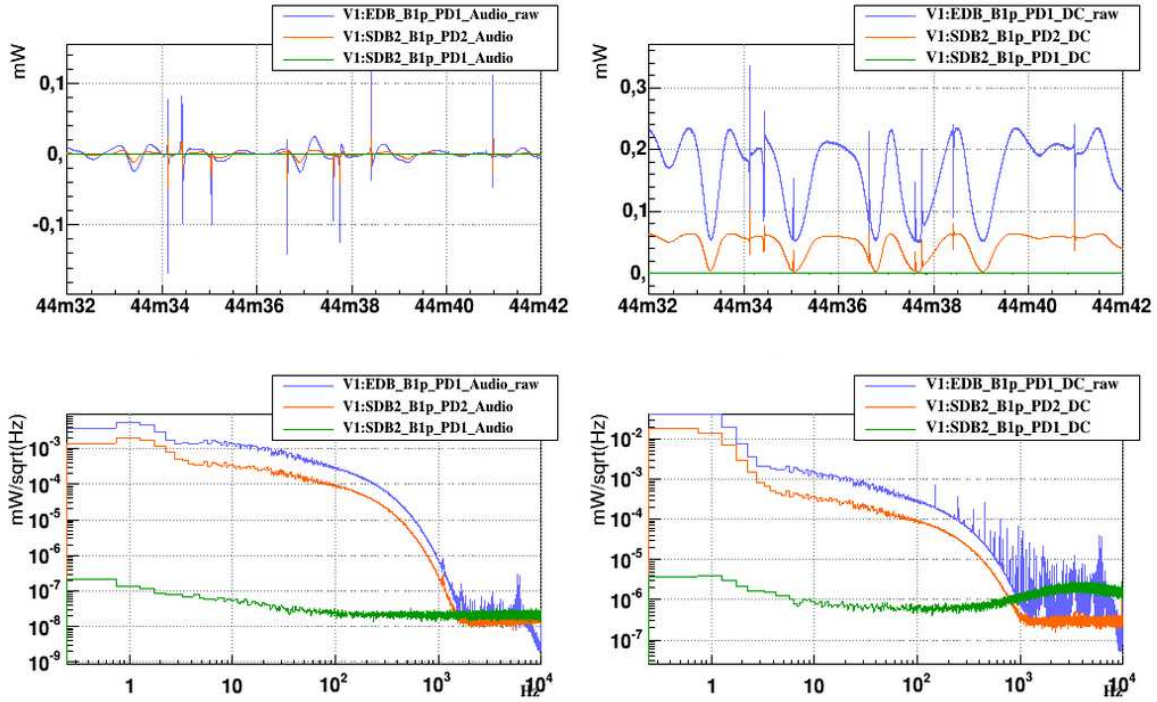 V1:EDB_B1p_PD1_Audio_raw
V1:SDB2_B1p_PD2_Audio
V1:SDB2_B1p_PD1_Audio
mW
0,1
0,
-0,1
44m32 44m34 44m36 44m38 44m40 44m42
V1:EDB_B1p_PD1_DC_raw
V1:SDB2_B1p_PD2_DC
V1:SDB2_B1p_PD1_DC
mW
0,3
0,2
0,1
0,
44m32 44m34 44m36 44m38 44m40 44m42
V1:EDB_B1p_PD1_Audio_raw
V1:SDB2_B1p_PD2_Audio
V1:SDB2_B1p_PD1_Audio
mW/sqrt(Hz)
10⁻³
10⁻⁴
10⁻⁵
10⁻⁶
10⁻⁷
10⁻⁸
10⁻⁹
1 10 10² 10³ 10⁴
Hz
V1:EDB_B1p_PD1_DC_raw
V1:SDB2_B1p_PD2_DC
V1:SDB2_B1p_PD1_DC
mW/sqrt(Hz)
10⁻²
10⁻³
10⁻⁴
10⁻⁵
10⁻⁶
10⁻⁷
1 10 10² 10³ 10⁴
Hz